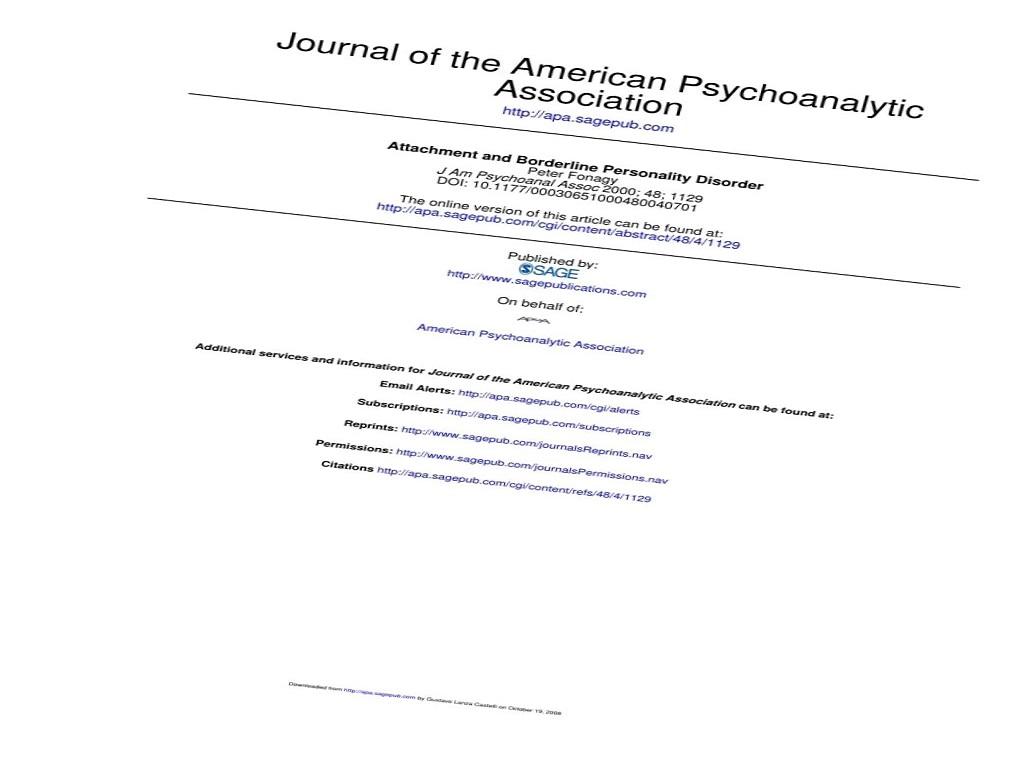 Journal of the American Psychoanalytic
Association
http://apa.sagepub.com
Attachment and Borderline Personality Disorder
Peter Fonagy
J Am Psychoanal Assoc 2000; 48; 1129
DOI: 10.1177/00030651000480040701
The online version of this article can be found at:
http://apa.sagepub.com/cgi/content/abstract/48/4/1129
Published by:
SAGE
http://www.sagepublications.com
On behalf of:
APsaA
American Psychoanalytic Association
Additional services and information for Journal of the American Psychoanalytic Association can be found at:
Email Alerts: http://apa.sagepub.com/cgi/alerts
Subscriptions: http://apa.sagepub.com/subscriptions
Reprints: http://www.sagepub.com/journalsReprints.nav
Permissions: http://www.sagepub.com/journalsPermissions.nav
Citations http://apa.sagepub.com/cgi/content/refs/48/4/1129
Downloaded from http://apa.sagepub.com by Gustavo Lanza Castelli on October 19, 2008